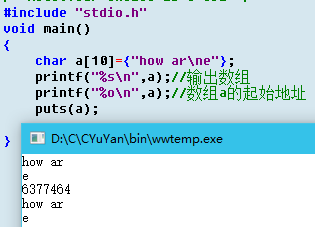 #include "stdio.h"
void main()
{
char a[10]={"how ar\ne"};
printf("%s\n",a);//输出数组
printf("%o\n",a);//数组a的起始地址
puts(a);
}
D:\C\CYuYan\bin\wwtemp.exe
how ar
e
6377464
how ar
e